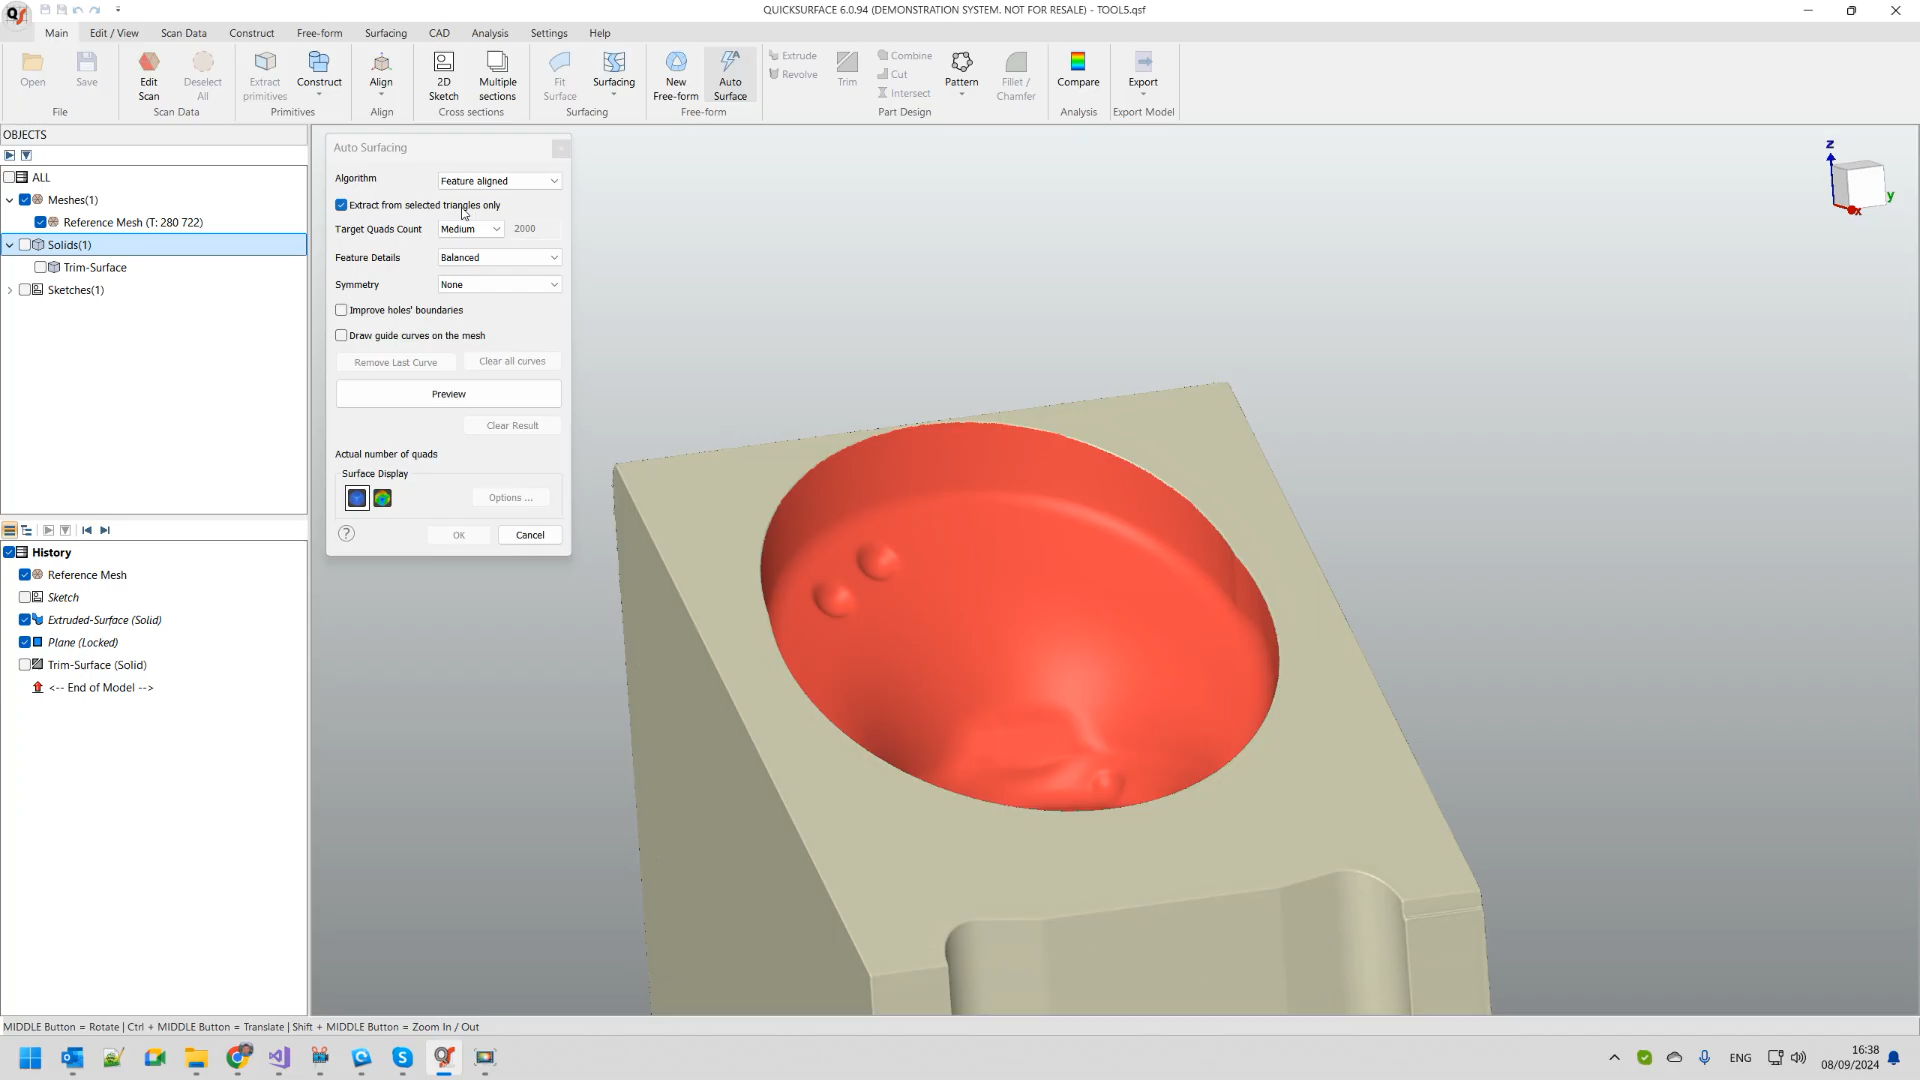 QUICKSURFACE 6.0.94 (DEMONSTRATION SYSTEM. NOT FOR RESALE) - TOOL5.qsf
Main Edit / View Scan Data Construct Free-form Surfacing CAD Analysis Settings Help
Open Save Edit Scan Deselect All Extract primitives Construct Align 2D Sketch Multiple sections Fit Surface Surfacing New Free-form Auto Surface Extrude Revolve Trim Combine Cut Intersect Pattern Fillet / Chamfer Compare Export
File Scan Data Primitives Align Cross sections Surfacing Free-form Part Design Analysis Export Model
OBJECTS
ALL
Meshes(1)
Reference Mesh (T: 280 722)
Solids(1)
Trim-Surface
Sketches(1)
History
Reference Mesh
Sketch
Extruded-Surface (Solid)
Plane (Locked)
Trim-Surface (Solid)
<-- End of Model -->
Auto Surfacing
Algorithm Feature aligned
Extract from selected triangles only
Target Quads Count Medium 2000
Feature Details Balanced
Symmetry None
Improve holes' boundaries
Draw guide curves on the mesh
Remove Last Curve Clear all curves
Preview
Clear Result
Actual number of quads
Surface Display
Options ...
? OK Cancel
z
y
x
MIDDLE Button = Rotate | Ctrl + MIDDLE Button = Translate | Shift + MIDDLE Button = Zoom In / Out
ENG
16:38
08/09/2024